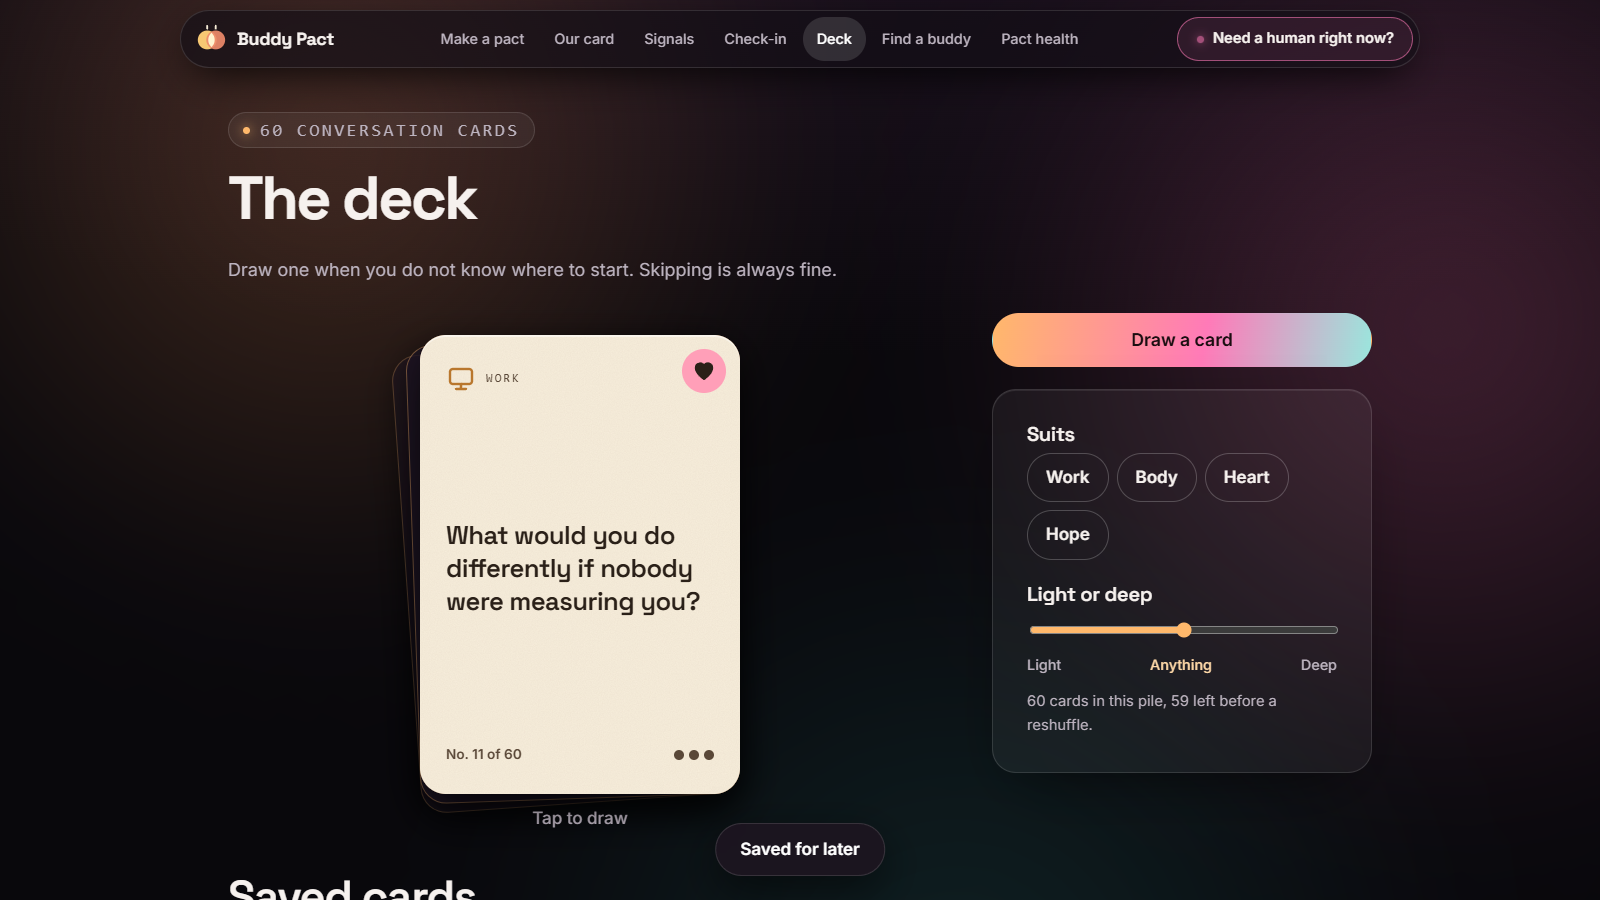 Buddy Pact
Make a pact
Our card
Signals
Check-in
Deck
Find a buddy
Pact health
Need a human right now?
60 CONVERSATION CARDS
The deck
Draw one when you do not know where to start. Skipping is always fine.
WORK
What would you do
differently if nobody
were measuring you?
No. 11 of 60
Tap to draw
Draw a card
Suits
Work
Body
Heart
Hope
Light or deep
Light
Anything
Deep
60 cards in this pile, 59 left before a
reshuffle.
Saved for later
Saved cards